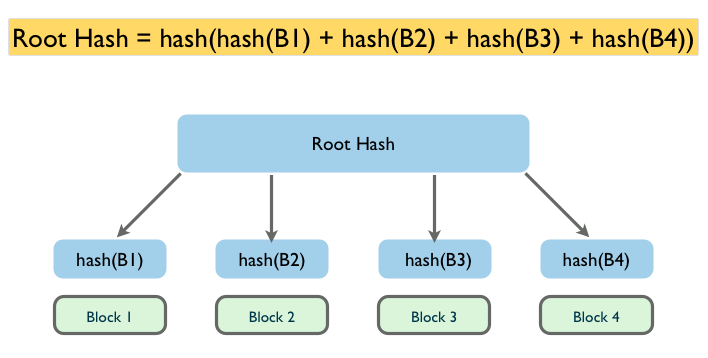 Root Hash = hash(hash(B1) + hash(B2) + hash(B3) + hash(B4))
Root Hash
hash(B1)
hash(B2)
hash(B3)
hash(B4)
Block 1
Block 2
Block 3
Block 4